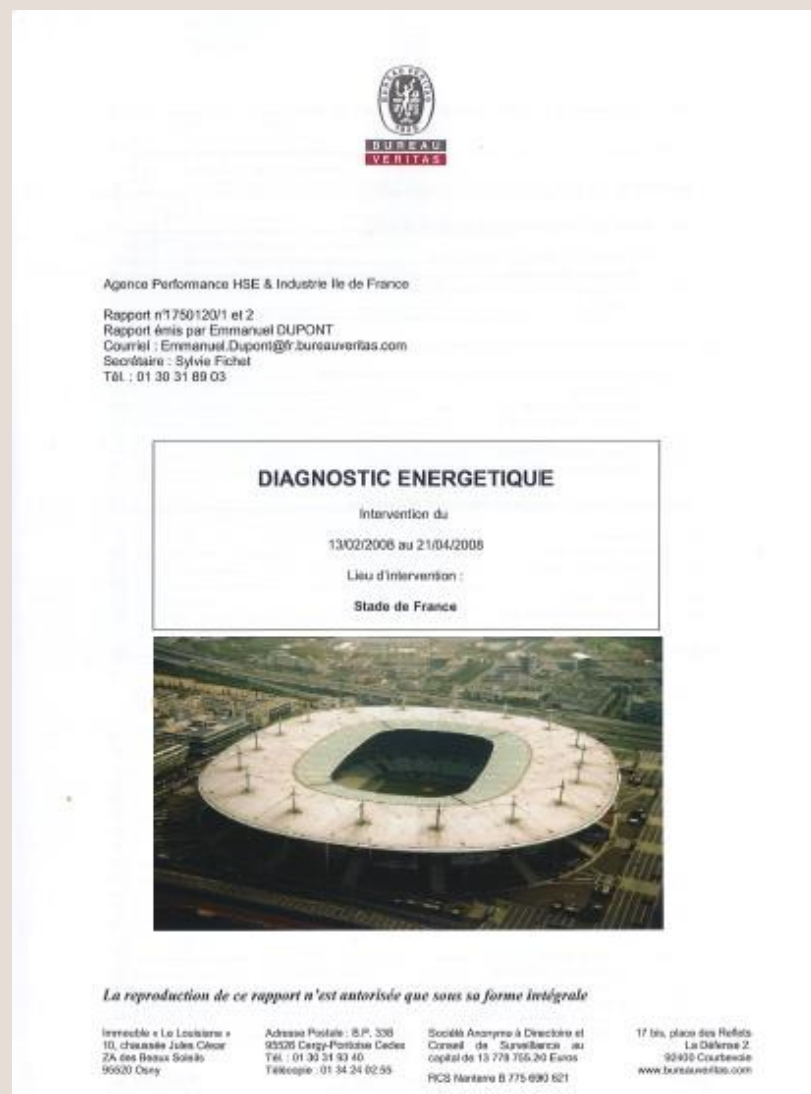 BUREAU VERITAS
1828
BUREAU
VERITAS
Agence Performance HSE & Industrie Ile de France
Rapport n°1750120/1 et 2
Rapport émis par Emmanuel DUPONT
Courriel : Emmanuel.Dupont@fr.bureauveritas.com
Secrétaire : Sylvie Fichet
Tél. : 01 30 31 89 03
DIAGNOSTIC ENERGETIQUE
Intervention du
13/02/2008 au 21/04/2008
Lieu d'intervention :
Stade de France
La reproduction de ce rapport n'est autorisée que sous sa forme intégrale
Immeuble « Le Louisiane »
10, chaussée Jules César
ZA des Beaux Soleils
95520 Osny
Adresse Postale : B.P. 338
95526 Cergy-Pontoise Cedex
Tél. : 01 30 31 93 40
Télécopie : 01 34 24 02 55
Société Anonyme à Directoire et
Conseil de Surveillance au
capital de 13 778 755.20 Euros
RCS Nanterre B 775 690 621
17 bis, place des Reflets
La Défense 2.
92400 Courbevoie
www.bureauveritas.com